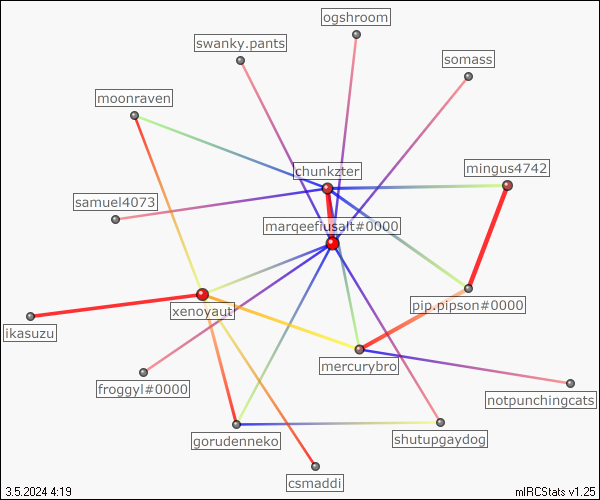 ogshroom
swanky.pants
somass
moonraven
chunkzter
mingus4742
samuel4073
marqeeflusalt#0000
pip.pipson#0000
xenoyaut
ikasuzu
mercurybro
froggyl#0000
notpunchingcats
gorudenneko
shutupgaydog
csmaddi
3.5.2024 4:19
mIRCStats v1.25